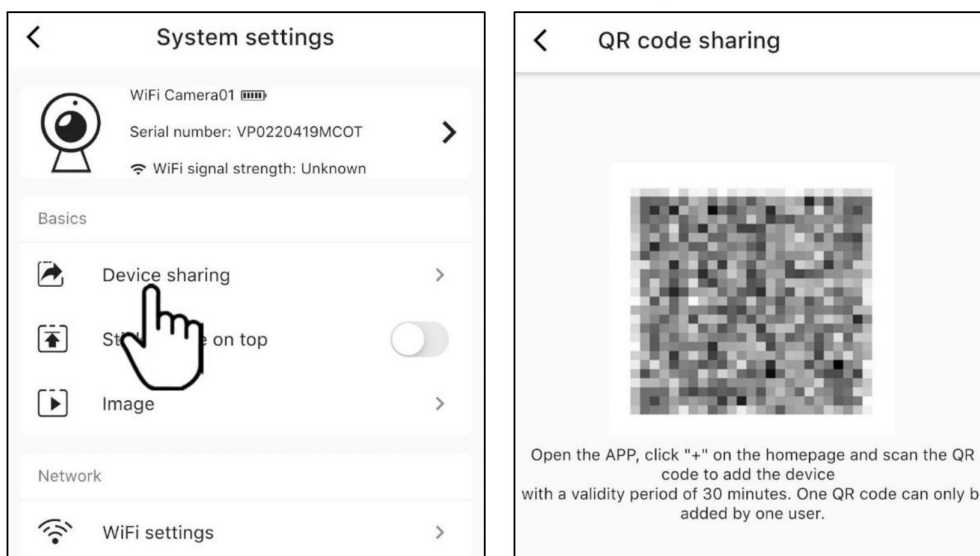 System settings
WiFi Camera01
Serial number: VP0220419MCOT
WiFi signal strength: Unknown
Basics
Device sharing
on top
Image
Network
WiFi settings
QR code sharing
Open the APP, click "+" on the homepage and scan the QR
code to add the device
with a validity period of 30 minutes. One QR code can only b
added by one user.